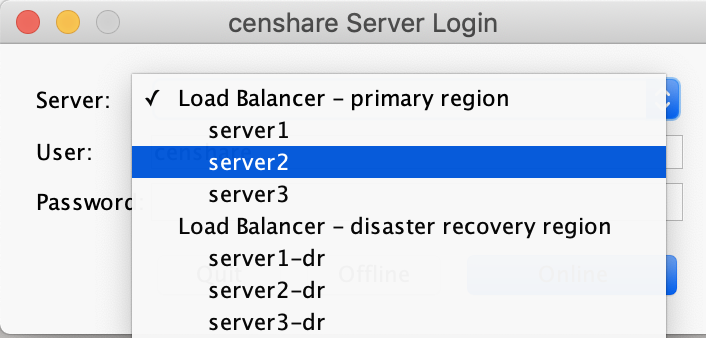 censhare Server Login
Server:
✓ Load Balancer – primary region
server1
User:
censhare
server2
Password:
server3
Load Balancer – disaster recovery region
server1-dr
Quit Offline Online
server2-dr
server3-dr